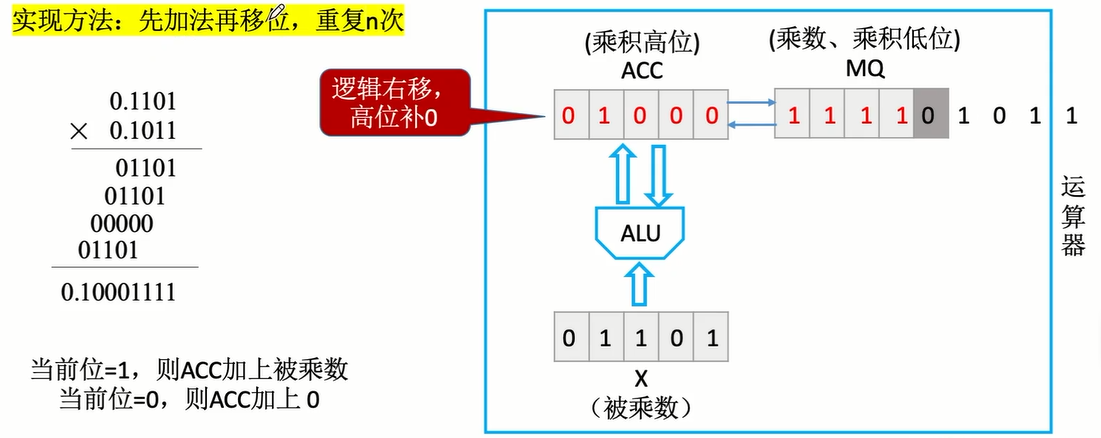 实现方法：先加法再移位，重复n次
0.1101
× 0.1011
01101
01101
00000
01101
0.10001111
当前位=1，则ACC加上被乘数
当前位=0，则ACC加上 0
逻辑右移，
高位补0
(乘积高位)
ACC
(乘数、乘积低位)
MQ
0 1 0 0 0
1 1 1 1 0 1 0 1 1
ALU
0 1 1 0 1
X
（被乘数）
运
算
器